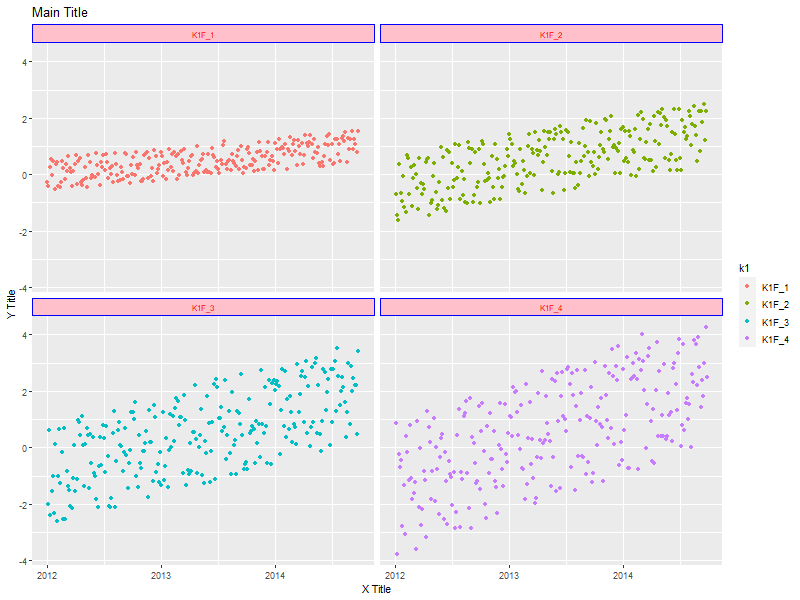 Main Title
K1F_1
K1F_2
4
2
0
-2
-4
Y Title
K1F_3
K1F_4
4
2
0
-2
-4
2012
2013
2014
2012
2013
2014
X Title
k1
K1F_1
K1F_2
K1F_3
K1F_4